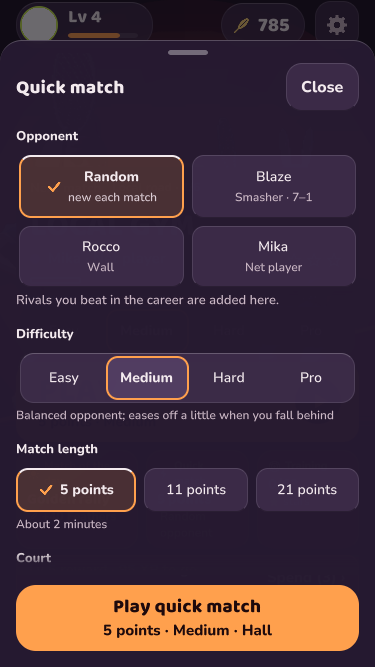 Lv 4
785
Quick match
Close
Opponent
Random
new each match
Blaze
Smasher · 7–1
Rocco
Wall
Mika
Net player
Rivals you beat in the career are added here.
Difficulty
Easy
Medium
Hard
Pro
Balanced opponent; eases off a little when you fall behind
Match length
5 points
11 points
21 points
About 2 minutes
Court
Play quick match
5 points · Medium · Hall